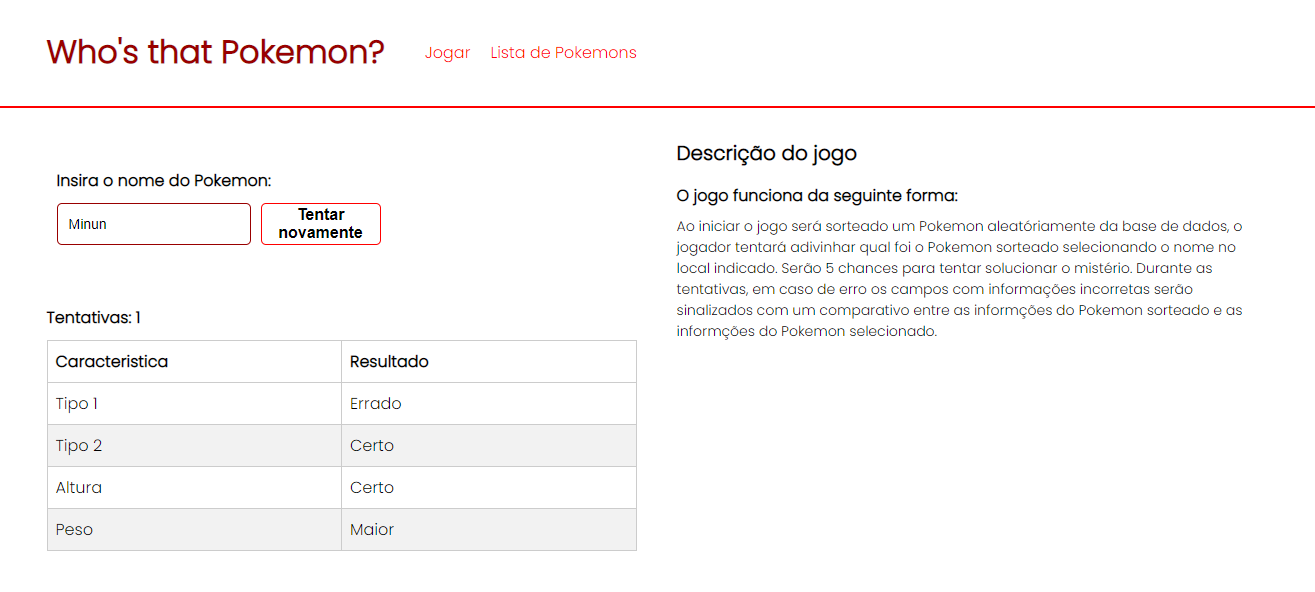 Who's that Pokemon?
Jogar
Lista de Pokemons
Insira o nome do Pokemon:
Minun
Tentar
novamente
Tentativas: 1
Caracteristica
Resultado
Tipo 1
Errado
Tipo 2
Certo
Altura
Certo
Peso
Maior
Descrição do jogo
O jogo funciona da seguinte forma:
Ao iniciar o jogo será sorteado um Pokemon aleatóriamente da base de dados, o
jogador tentará adivinhar qual foi o Pokemon sorteado selecionando o nome no
local indicado. Serão 5 chances para tentar solucionar o mistério. Durante as
tentativas, em caso de erro os campos com informações incorretas serão
sinalizados com um comparativo entre as informções do Pokemon sorteado e as
informções do Pokemon selecionado.